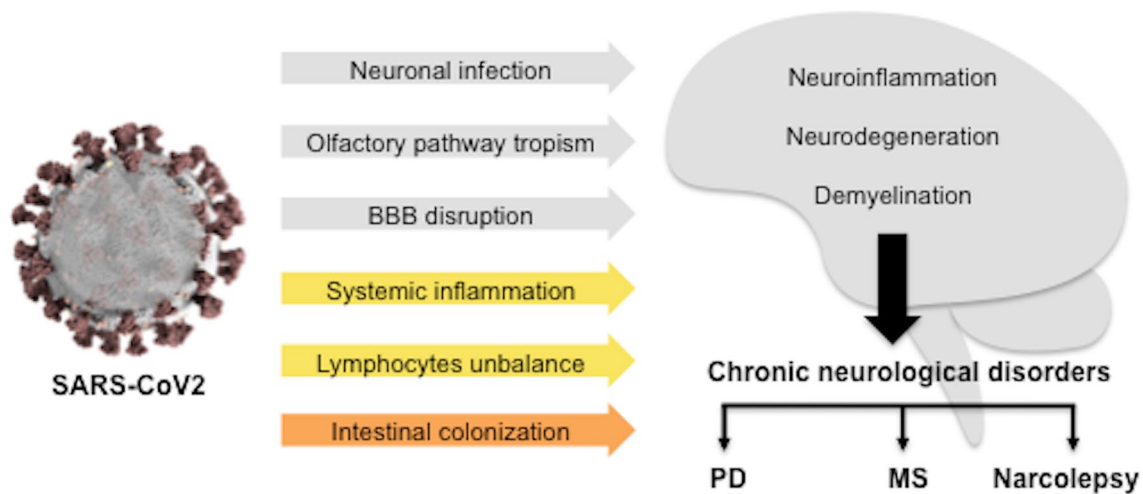 Neuronal infection
Olfactory pathway tropism
BBB disruption
Systemic inflammation
Lymphocytes unbalance
Intestinal colonization
SARS-CoV2
Neuroinflammation
Neurodegeneration
Demyelination
Chronic neurological disorders
PD
MS
Narcolepsy